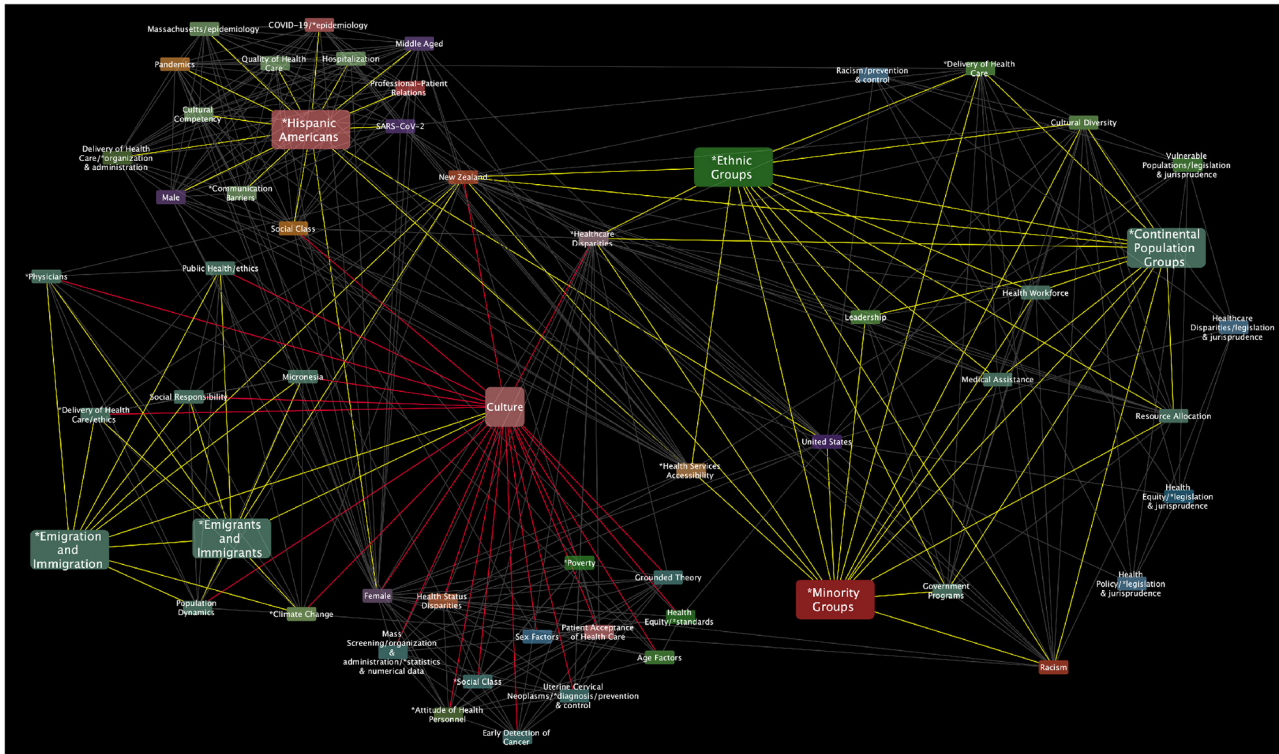 COVID-19/*epidemiology
Massachusetts/epidemiology
Middle Aged
Quality of Health
Care
Hospitalization
Pandemics
Professional-Patient
Relations
Cultural
Competency
*Hispanic
Americans
SARS-CoV-2
Delivery of Health
Care/*organization
& administration
Male
*Communication
Barriers
Social Class
New Zealand
Racism/prevention
& control
*Delivery of Health
Care
Cultural Diversity
*Ethnic
Groups
Vulnerable
Populations/legislation
& jurisprudence
*Healthcare
Disparities
*Continental
Population
Groups
*Physicians
Public Health/ethics
Health Workforce
Leadership
Healthcare
Disparities/legislation
& jurisprudence
Micronesia
Social Responsibility
*Delivery of Health
Care/ethics
Culture
Medical Assistance
Resource Allocation
United States
*Health Services
Accessibility
Health
Equity/*legislation
& jurisprudence
*Emigration
and
Immigration
*Emigrants
and
Immigrants
*Poverty
Grounded Theory
Health
Policy/*legislation
& jurisprudence
Population
Dynamics
*Climate Change
Female
Health Status
Disparities
Health
Equity/*standards
*Minority
Groups
Government
Programs
Mass
Screening/organization
&
administration/*statistics
& numerical data
Sex Factors
Patient Acceptance
of Health Care
Age Factors
Racism
*Social Class
Uterine Cervical
Neoplasms/*diagnosis/prevention
& control
*Attitude of Health
Personnel
Early Detection of
Cancer